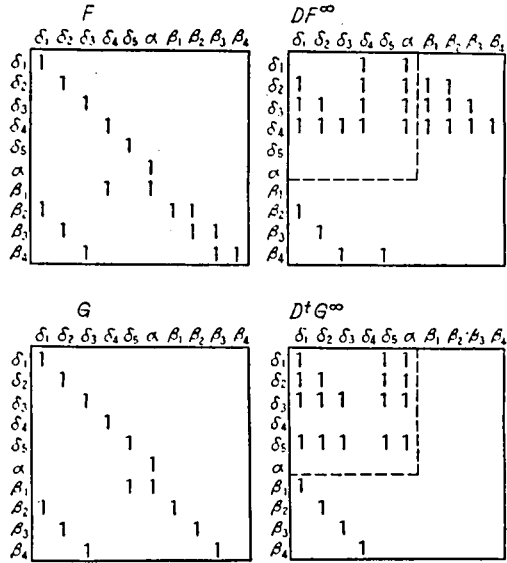 F
δ₁ δ₂ δ₃ δ₄ δ₅ α β₁ β₂ β₃ β₄
δ₁ 1
δ₂ 1
δ₃ 1
δ₄ 1
δ₅ 1
α 1
β₁ 1 1
β₂ 1 1 1
β₃ 1 1 1
β₄ 1 1 1
DF∞
δ₁ δ₂ δ₃ δ₄ δ₅ α β₁ β₂ β₃ β₄
δ₁ 1 1
δ₂ 1 1 1 1 1
δ₃ 1 1 1 1 1 1 1
δ₄ 1 1 1 1 1 1 1 1 1
δ₅
α
β₁
β₂ 1
β₃ 1
β₄ 1 1
G
δ₁ δ₂ δ₃ δ₄ δ₅ α β₁ β₂ β₃ β₄
δ₁ 1
δ₂ 1
δ₃ 1
δ₄ 1
δ₅ 1
α 1
β₁ 1 1
β₂ 1 1
β₃ 1 1
β₄ 1 1
DᵗG∞
δ₁ δ₂ δ₃ δ₄ δ₅ α β₁ β₂ β₃ β₄
δ₁ 1 1 1
δ₂ 1 1 1 1
δ₃ 1 1 1 1 1
δ₄
δ₅ 1 1 1 1 1
α
β₁ 1
β₂ 1
β₃ 1
β₄ 1